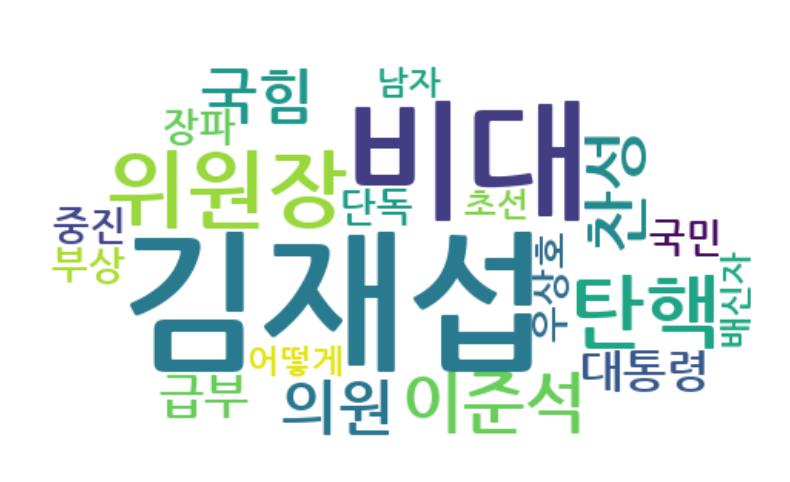 남자
국힘
장파
비대
찬성
위원장
단독
초선
중진
국민
부상
김재섭
우상호
탄핵
배신자
어떻게
대통령
급부
의원
이준석